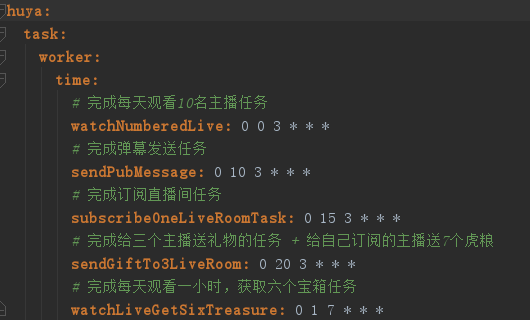 huya:
task:
worker:
time:
# 完成每天观看10名主播任务
watchNumberedLive: 0 0 3 * * *
# 完成弹幕发送任务
sendPubMessage: 0 10 3 * * *
# 完成订阅直播间任务
subscribeOneLiveRoomTask: 0 15 3 * * *
# 完成给三个主播送礼物的任务 + 给自己订阅的主播送7个虎粮
sendGiftTo3LiveRoom: 0 20 3 * * *
# 完成每天观看一小时，获取六个宝箱任务
watchLiveGetSixTreasure: 0 1 7 * * *